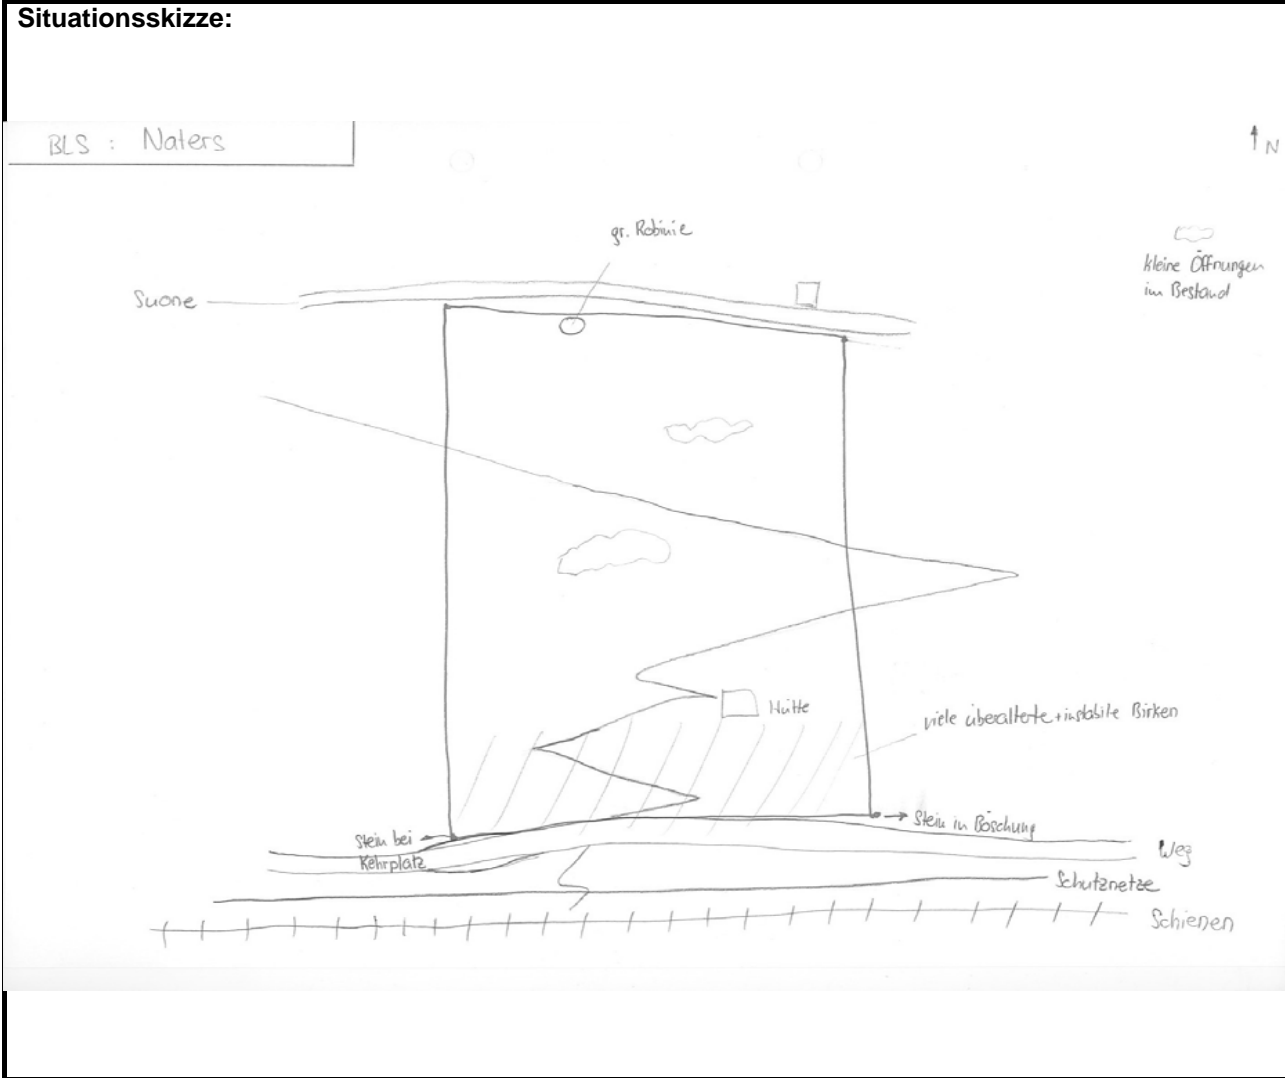 Situationsskizze:
BLS : Naters
N
gr. Robinie
kleine Öffnungen
im Bestand
Suone
Hütte
viele überalterte + instabile Birken
Stein in Böschung
Stein bei
Kehrplatz
Weg
Schutznetze
Schienen